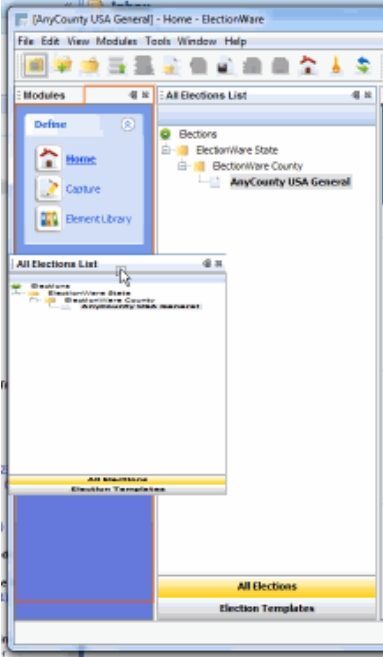 Inbox
[AnyCounty USA General] - Home - ElectionWare
File Edit View Modules Tools Window Help
Modules
All Elections List
Define
Home
Capture
Element Library
Elections
ElectionWare State
ElectionWare County
AnyCounty USA General
All Elections List
Elections
ElectionWare State
ElectionWare County
AnyCounty USA General
All Elections
Election Templates
All Elections
Election Templates